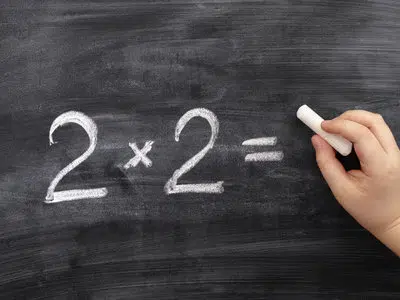 2 × 2 =